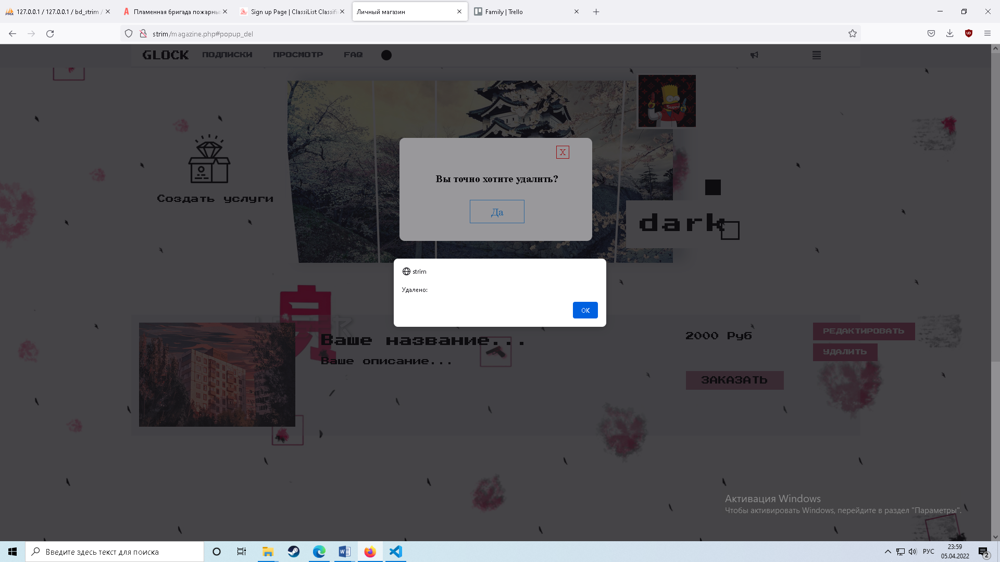 127.0.0.1 / 127.0.0.1 / bd_strim /
Пламенная бригада пожарны
Sign up Page | ClassiList Classifi
Личный магазин
Family | Trello
strim/magazine.php#popup_del
GLOCK
ПОДПИСКИ
ПРОСМОТР
FAQ
Supre
X
Вы точно хотите удалить?
Да
Создать услуги
dark
strim
Удалено:
OK
Ваше название...
Ваше описание...
2000 Руб
ЗАКАЗАТЬ
РЕДАКТИРОВАТЬ
УДАЛИТЬ
Активация Windows
Чтобы активировать Windows, перейдите в раздел "Параметры".
Введите здесь текст для поиска
РУС
23:59
05.04.2022
2